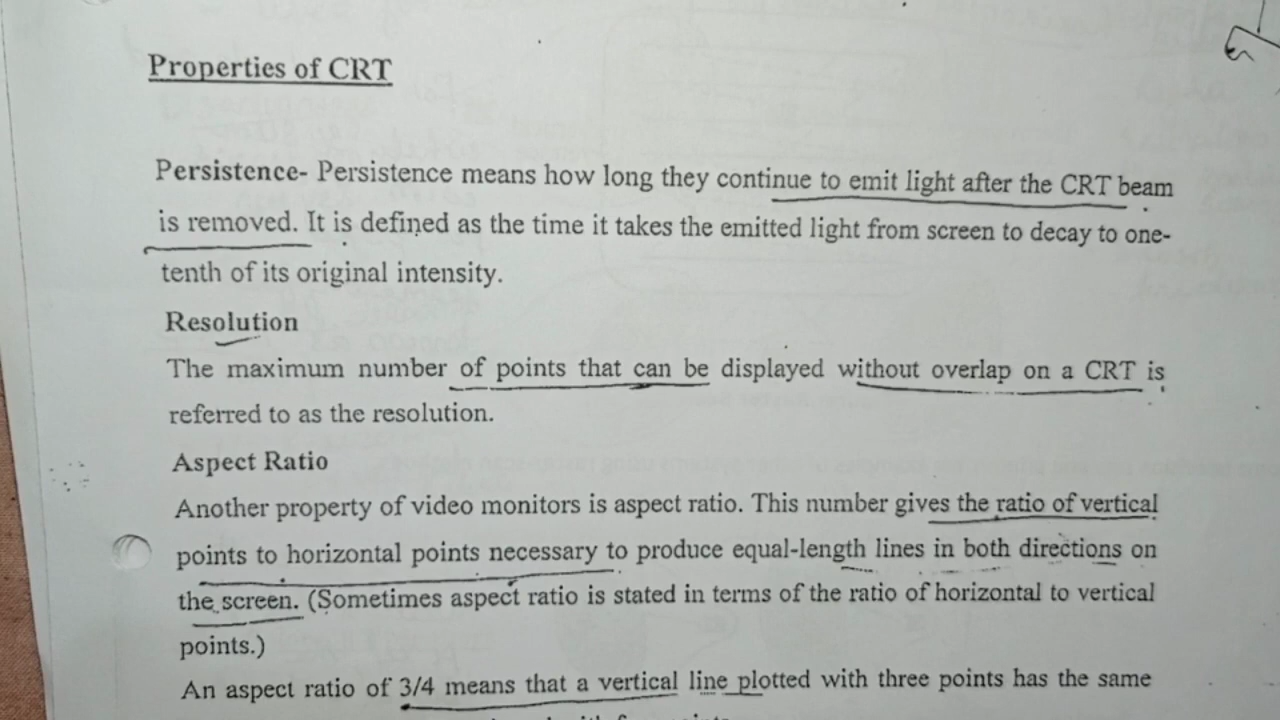 Properties of CRT
Persistence- Persistence means how long they continue to emit light after the CRT beam
is removed. It is defined as the time it takes the emitted light from screen to decay to one-
tenth of its original intensity.
Resolution
The maximum number of points that can be displayed without overlap on a CRT is
referred to as the resolution.
Aspect Ratio
Another property of video monitors is aspect ratio. This number gives the ratio of vertical
points to horizontal points necessary to produce equal-length lines in both directions on
the screen. (Sometimes aspect ratio is stated in terms of the ratio of horizontal to vertical
points.)
An aspect ratio of 3/4 means that a vertical line plotted with three points has the same